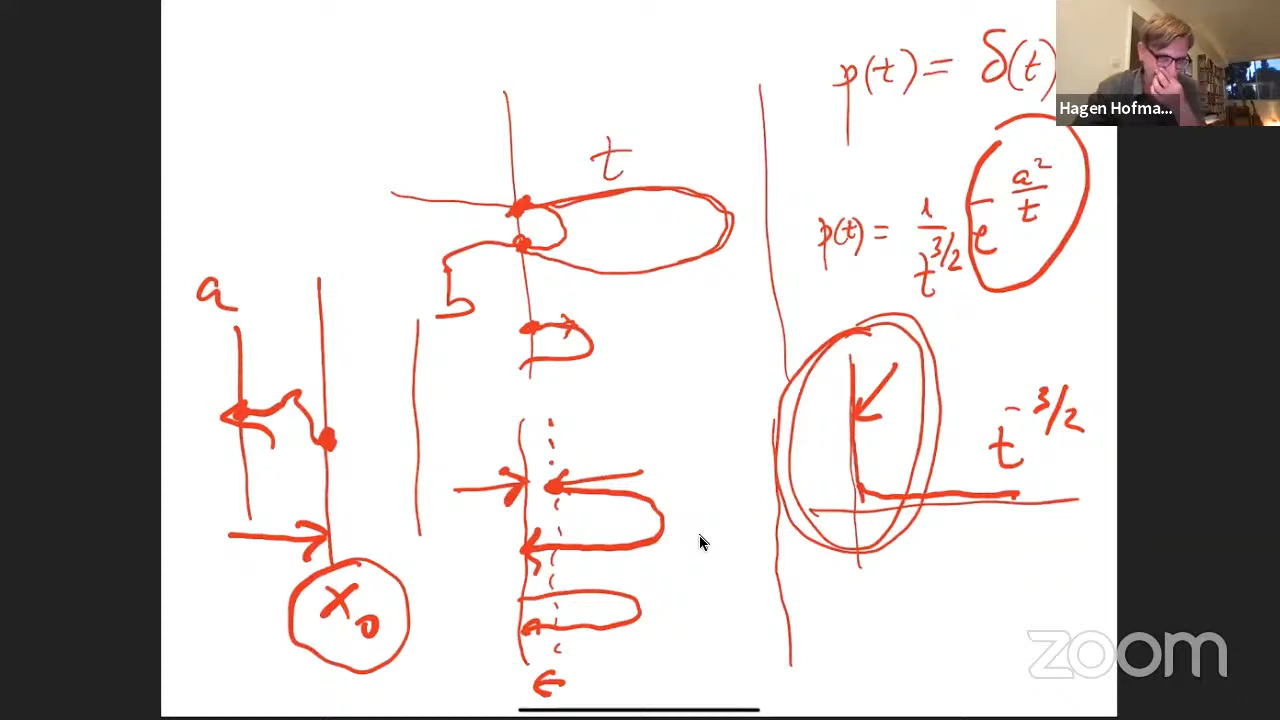 p(t) = δ(t)
Hagen Hofma...
t
p(t) = 1/t^3/2 e^-a²/t
a
t^-3/2
x₀
ε
zoom